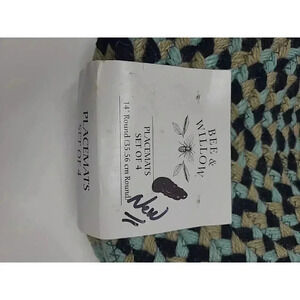 BEE &
WILLOW
PLACEMATS
SET OF 4
14" Round (35.56 cm Round)
New
PLACEMATS
SET OF 4